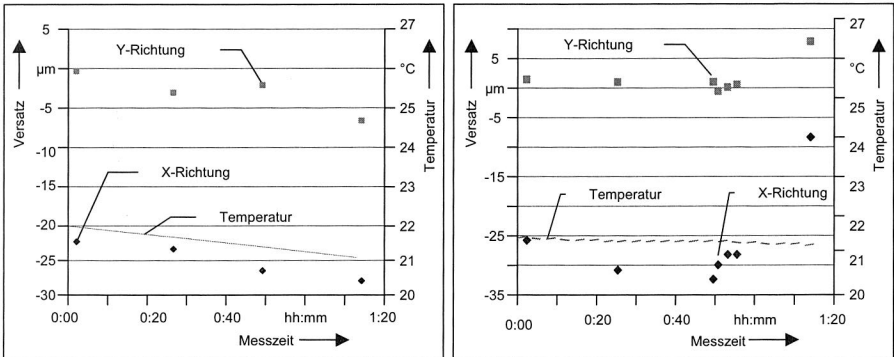 5
µm
-5
-10
-15
-20
-25
-30
Versatz
Y-Richtung
X-Richtung
Temperatur
27
°C
25
24
23
22
21
20
Temperatur
0:00
0:20
0:40
hh:mm
1:20
Messzeit
5
µm
-5
-15
-25
-35
Versatz
Y-Richtung
Temperatur
X-Richtung
27
°C
25
24
23
22
21
20
Temperatur
0:00
0:20
0:40
hh:mm
1:20
Messzeit